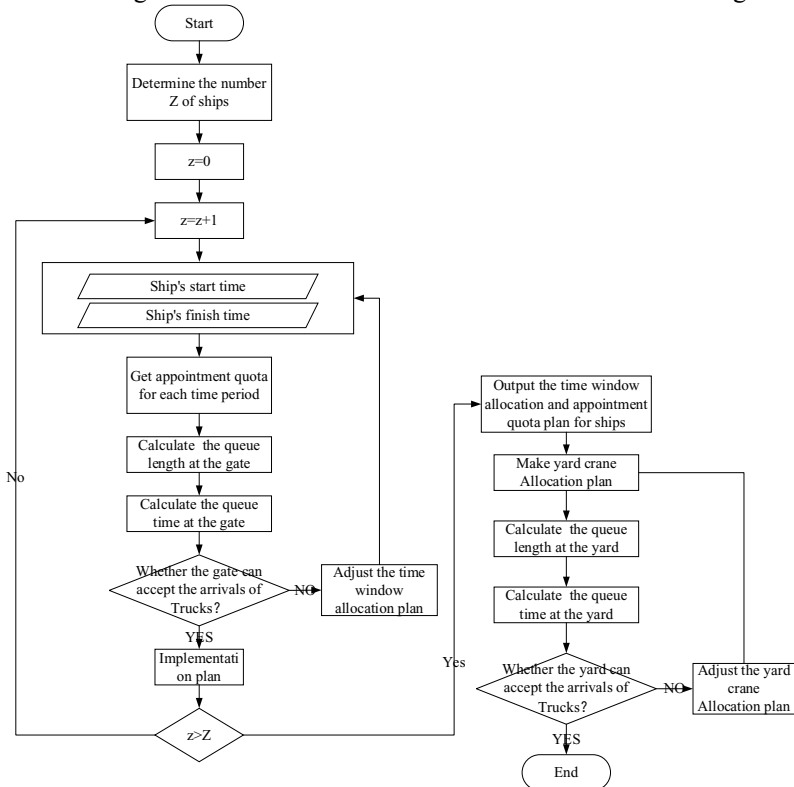 Start
Determine the number
Z of ships
z=0
z=z+1
Ship's start time
Ship's finish time
Get appointment quota
for each time period
Calculate the queue
length at the gate
Calculate the queue
time at the gate
Whether the gate can
accept the arrivals of
Trucks?
NO
Adjust the time
window
allocation plan
YES
Implementati
on plan
z>Z
No
Yes
Output the time window
allocation and appointment
quota plan for ships
Make yard crane
Allocation plan
Calculate the queue
length at the yard
Calculate the queue
time at the yard
Whether the yard can
accept the arrivals of
Trucks?
NO
Adjust the yard
crane
Allocation plan
YES
End